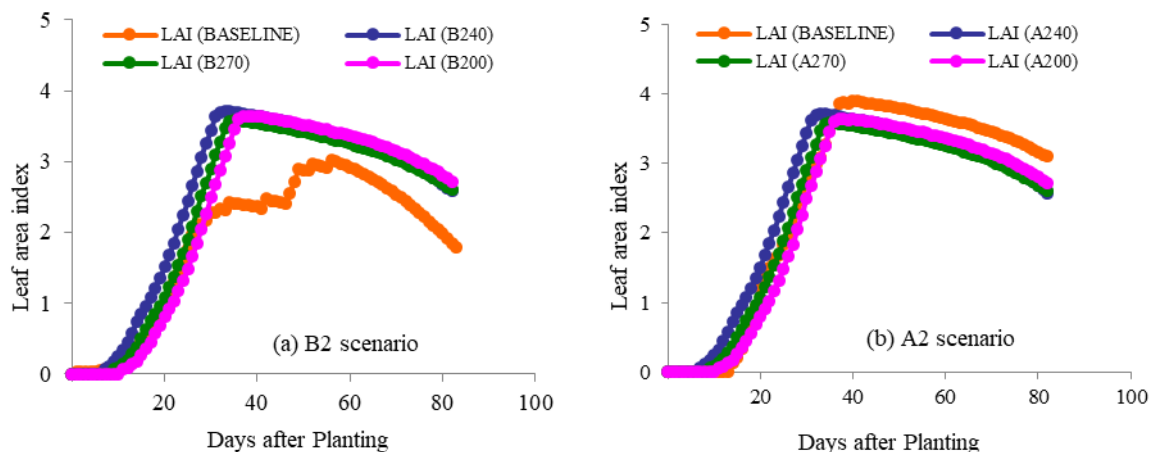 LAI (BASELINE) LAI (B240)
LAI (B270) LAI (B200)
5
4
3
2
1
0
Leaf area index
(a) B2 scenario
0 20 40 60 80 100
Days after Planting
LAI (BASELINE) LAI (A240)
LAI (A270) LAI (A200)
5
4
3
2
1
0
Leaf area index
(b) A2 scenario
20 40 60 80 100
Days after Planting